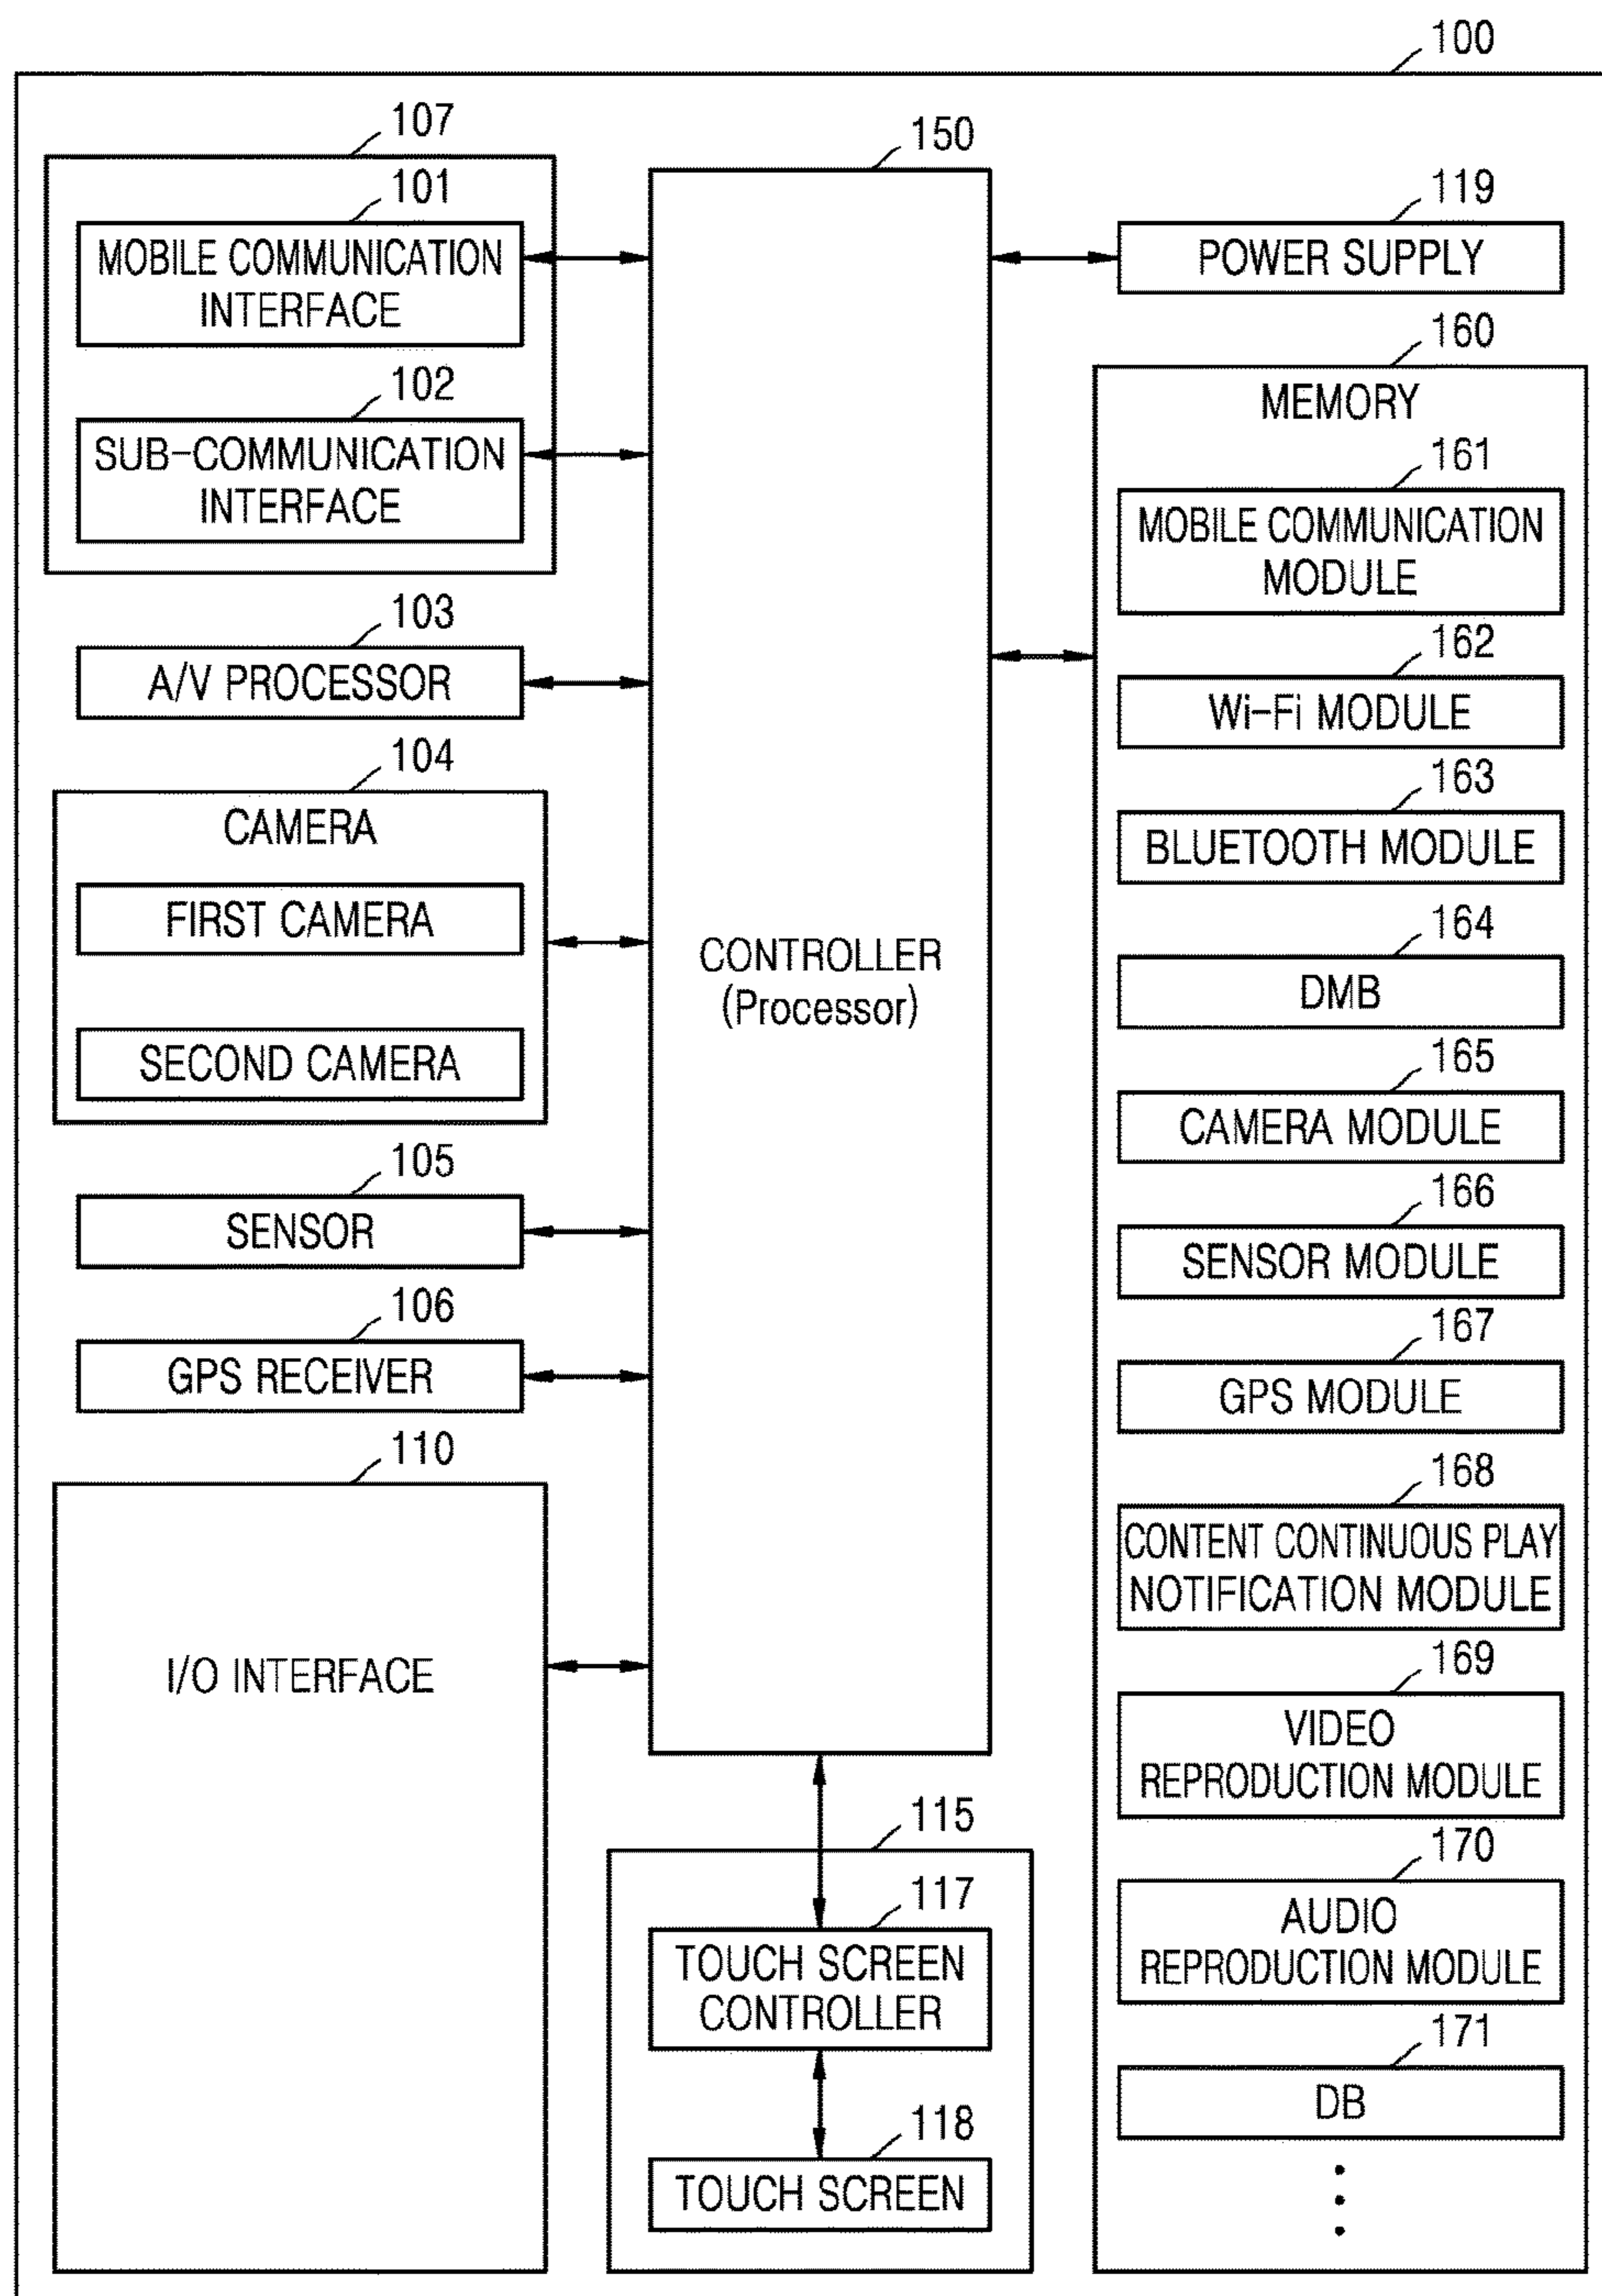 100
107
101
MOBILE COMMUNICATION
INTERFACE
102
SUB-COMMUNICATION
INTERFACE
103
A/V PROCESSOR
104
CAMERA
FIRST CAMERA
SECOND CAMERA
105
SENSOR
106
GPS RECEIVER
110
I/O INTERFACE
150
CONTROLLER
(Processor)
115
117
TOUCH SCREEN
CONTROLLER
118
TOUCH SCREEN
119
POWER SUPPLY
160
MEMORY
161
MOBILE COMMUNICATION
MODULE
162
Wi-Fi MODULE
163
BLUETOOTH MODULE
164
DMB
165
CAMERA MODULE
166
SENSOR MODULE
167
GPS MODULE
168
CONTENT CONTINUOUS PLAY
NOTIFICATION MODULE
169
VIDEO
REPRODUCTION MODULE
170
AUDIO
REPRODUCTION MODULE
171
DB